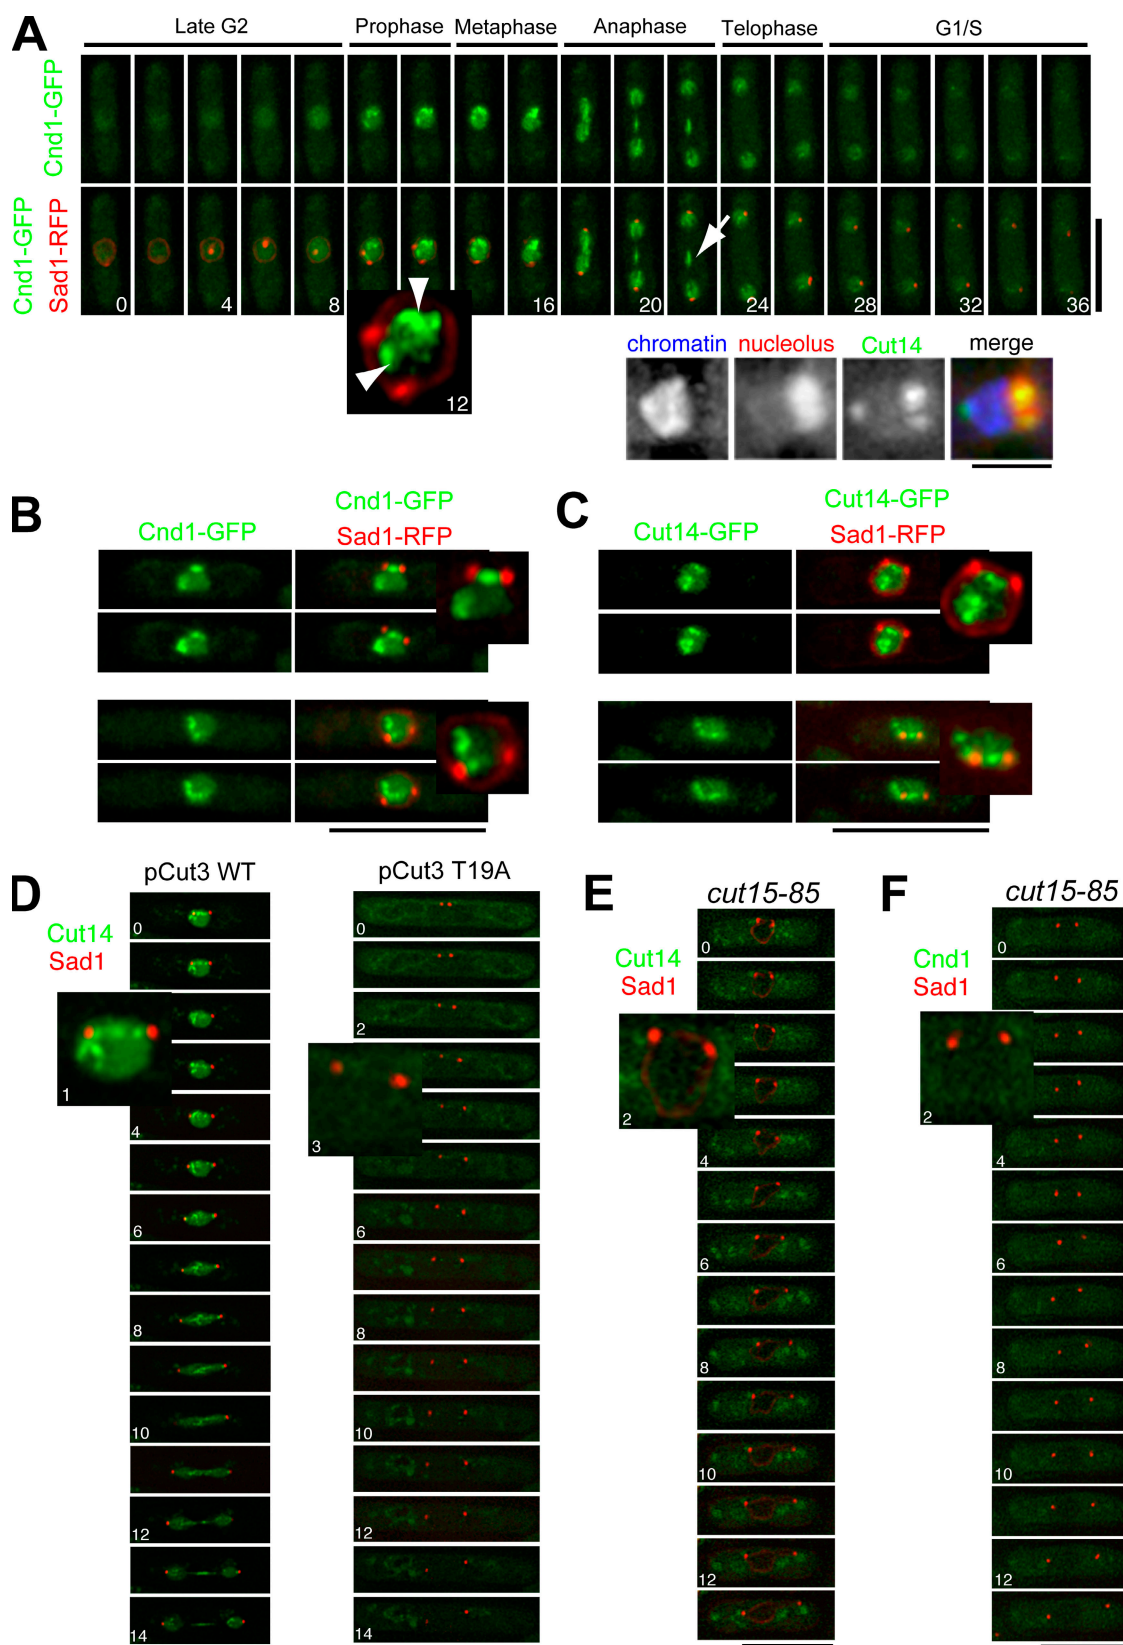 A
Late G2 Prophase Metaphase Anaphase Telophase G1/S
Cnd1-GFP
Cnd1-GFP
Sad1-RFP
0 4 8 16 20 24 28 32 36
12
chromatin nucleolus Cut14 merge
B
Cnd1-GFP
Cnd1-GFP
Sad1-RFP
C
Cut14-GFP
Cut14-GFP
Sad1-RFP
D
pCut3 WT
Cut14
Sad1
0
1
4
6
8
10
12
14
pCut3 T19A
0
2
3
6
8
10
12
14
E
cut15-85
Cut14
Sad1
0
2
4
6
8
10
12
F
cut15-85
Cnd1
Sad1
0
2
4
6
8
10
12